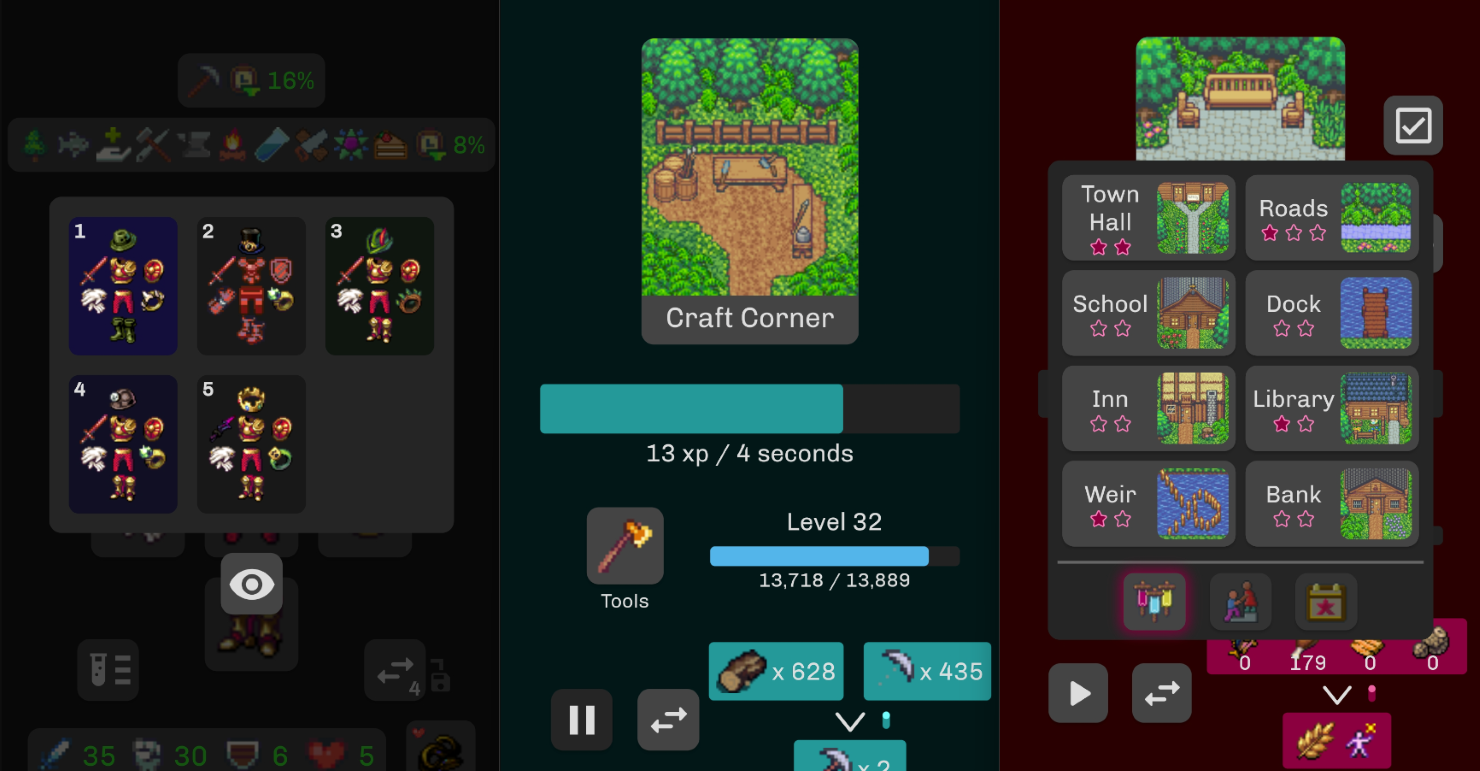 16%
8%
1
2
3
4
5
4
35
30
6
5
Craft Corner
13 xp / 4 seconds
Tools
Level 32
13,718 / 13,889
x 628
x 435
x 2
Town
Hall
Roads
School
Dock
Inn
Library
Weir
Bank
0
179
0
0